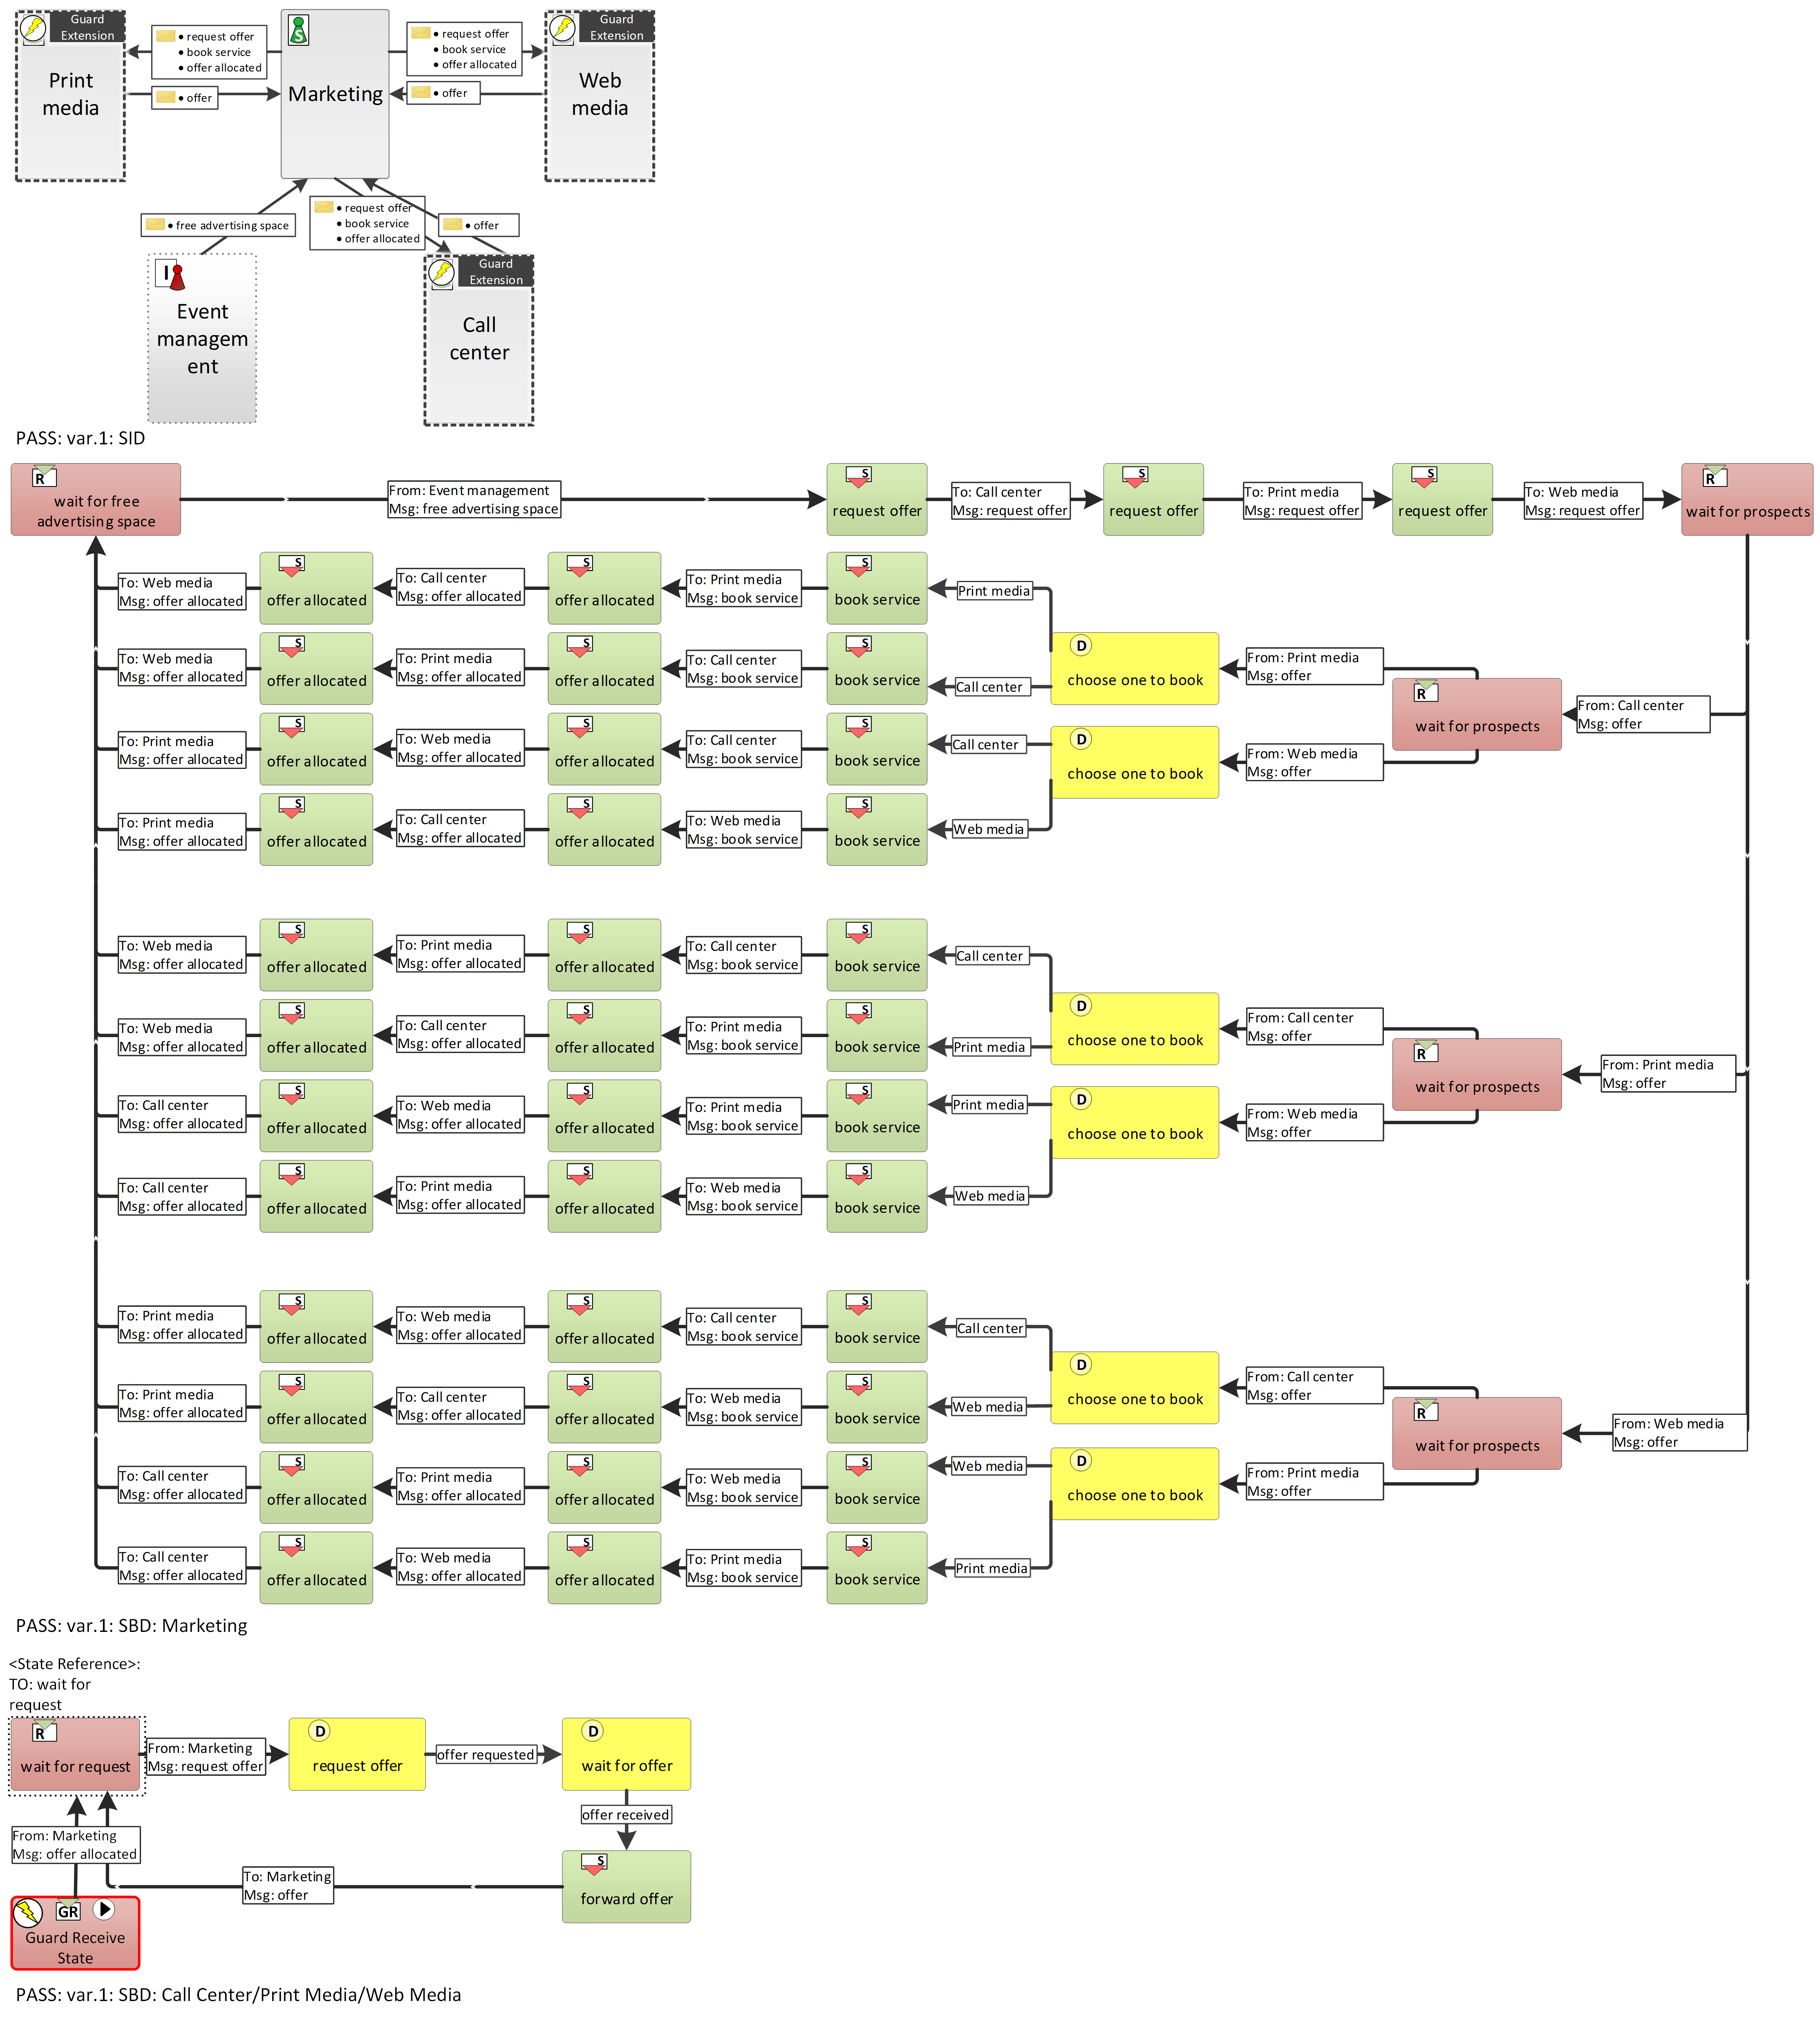 Guard
Extension
Print
media
• request offer
• book service
• offer allocated
• offer
S
Marketing
• request offer
• book service
• offer allocated
• offer
Guard
Extension
Web
media
• free advertising space
• request offer
• book service
• offer allocated
• offer
I
Event
managem
ent
Guard
Extension
Call
center
PASS: var.1: SID
R
wait for free
advertising space
From: Event management
Msg: free advertising space
S
request offer
To: Call center
Msg: request offer
S
request offer
To: Print media
Msg: request offer
S
request offer
To: Web media
Msg: request offer
R
wait for prospects
To: Web media
Msg: offer allocated
S
offer allocated
To: Call center
Msg: offer allocated
S
offer allocated
To: Print media
Msg: book service
S
book service
Print media
To: Web media
Msg: offer allocated
S
offer allocated
To: Print media
Msg: offer allocated
S
offer allocated
To: Call center
Msg: book service
S
book service
Call center
D
choose one to book
From: Print media
Msg: offer
R
wait for prospects
From: Call center
Msg: offer
To: Print media
Msg: offer allocated
S
offer allocated
To: Web media
Msg: offer allocated
S
offer allocated
To: Call center
Msg: book service
S
book service
Call center
D
choose one to book
From: Web media
Msg: offer
To: Print media
Msg: offer allocated
S
offer allocated
To: Call center
Msg: offer allocated
S
offer allocated
To: Web media
Msg: book service
S
book service
Web media
To: Web media
Msg: offer allocated
S
offer allocated
To: Print media
Msg: offer allocated
S
offer allocated
To: Call center
Msg: book service
S
book service
Call center
To: Web media
Msg: offer allocated
S
offer allocated
To: Call center
Msg: offer allocated
S
offer allocated
To: Print media
Msg: book service
S
book service
Print media
D
choose one to book
From: Call center
Msg: offer
R
wait for prospects
From: Print media
Msg: offer
To: Call center
Msg: offer allocated
S
offer allocated
To: Web media
Msg: offer allocated
S
offer allocated
To: Print media
Msg: book service
S
book service
Print media
D
choose one to book
From: Web media
Msg: offer
To: Call center
Msg: offer allocated
S
offer allocated
To: Print media
Msg: offer allocated
S
offer allocated
To: Web media
Msg: book service
S
book service
Web media
To: Print media
Msg: offer allocated
S
offer allocated
To: Web media
Msg: offer allocated
S
offer allocated
To: Call center
Msg: book service
S
book service
Call center
To: Print media
Msg: offer allocated
S
offer allocated
To: Call center
Msg: offer allocated
S
offer allocated
To: Web media
Msg: book service
S
book service
Web media
D
choose one to book
From: Call center
Msg: offer
R
wait for prospects
From: Web media
Msg: offer
To: Call center
Msg: offer allocated
S
offer allocated
To: Print media
Msg: offer allocated
S
offer allocated
To: Web media
Msg: book service
S
book service
Web media
D
choose one to book
From: Print media
Msg: offer
To: Call center
Msg: offer allocated
S
offer allocated
To: Web media
Msg: offer allocated
S
offer allocated
To: Print media
Msg: book service
S
book service
Print media
PASS: var.1: SBD: Marketing
<State Reference>:
TO: wait for
request
R
wait for request
From: Marketing
Msg: request offer
D
request offer
offer requested
D
wait for offer
offer received
From: Marketing
Msg: offer allocated
To: Marketing
Msg: offer
S
forward offer
GR
Guard Receive
State
PASS: var.1: SBD: Call Center/Print Media/Web Media